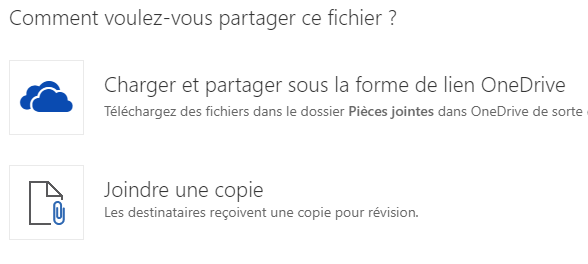 Comment voulez-vous partager ce fichier ?
Charger et partager sous la forme de lien OneDrive
Téléchargez des fichiers dans le dossier Pièces jointes dans OneDrive de sorte
Joindre une copie
Les destinataires reçoivent une copie pour révision.